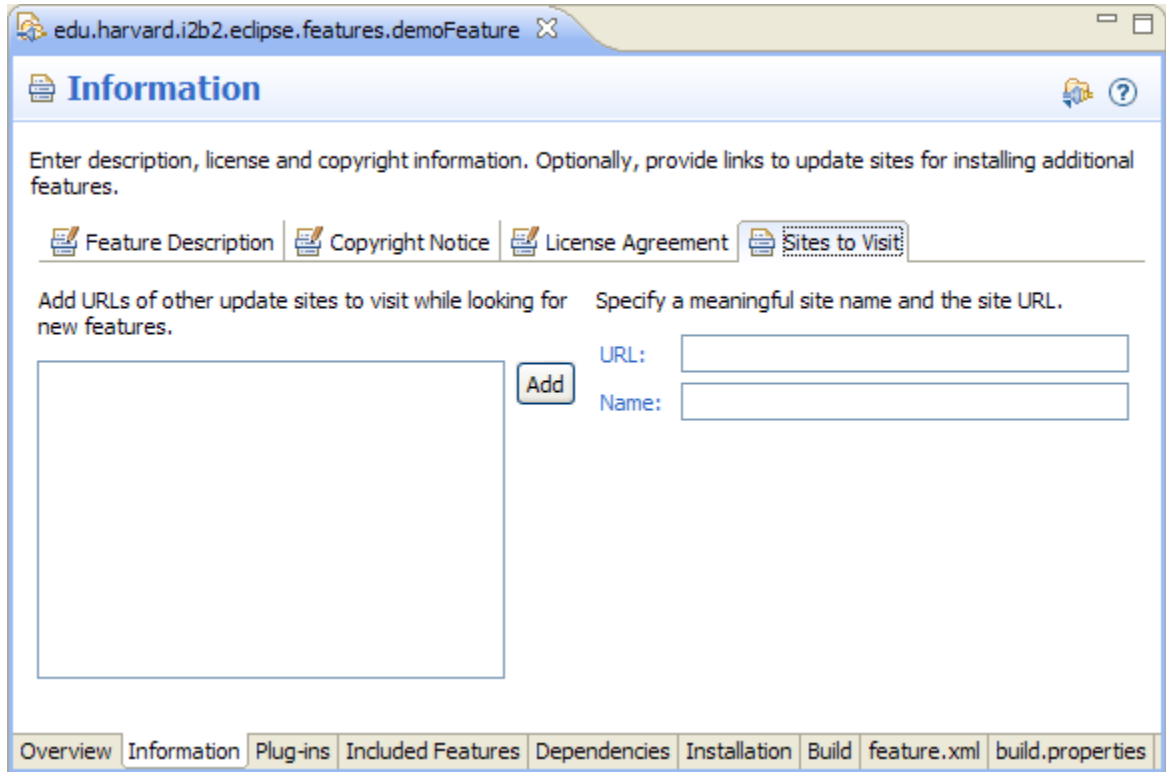 edu.harvard.i2b2.eclipse.features.demoFeature
Information
Enter description, license and copyright information. Optionally, provide links to update sites for installing additional
features.
Feature Description Copyright Notice License Agreement Sites to Visit
Add URLs of other update sites to visit while looking for
new features.
Specify a meaningful site name and the site URL.
URL:
Add
Name:
Overview Information Plug-ins Included Features Dependencies Installation Build feature.xml build.properties